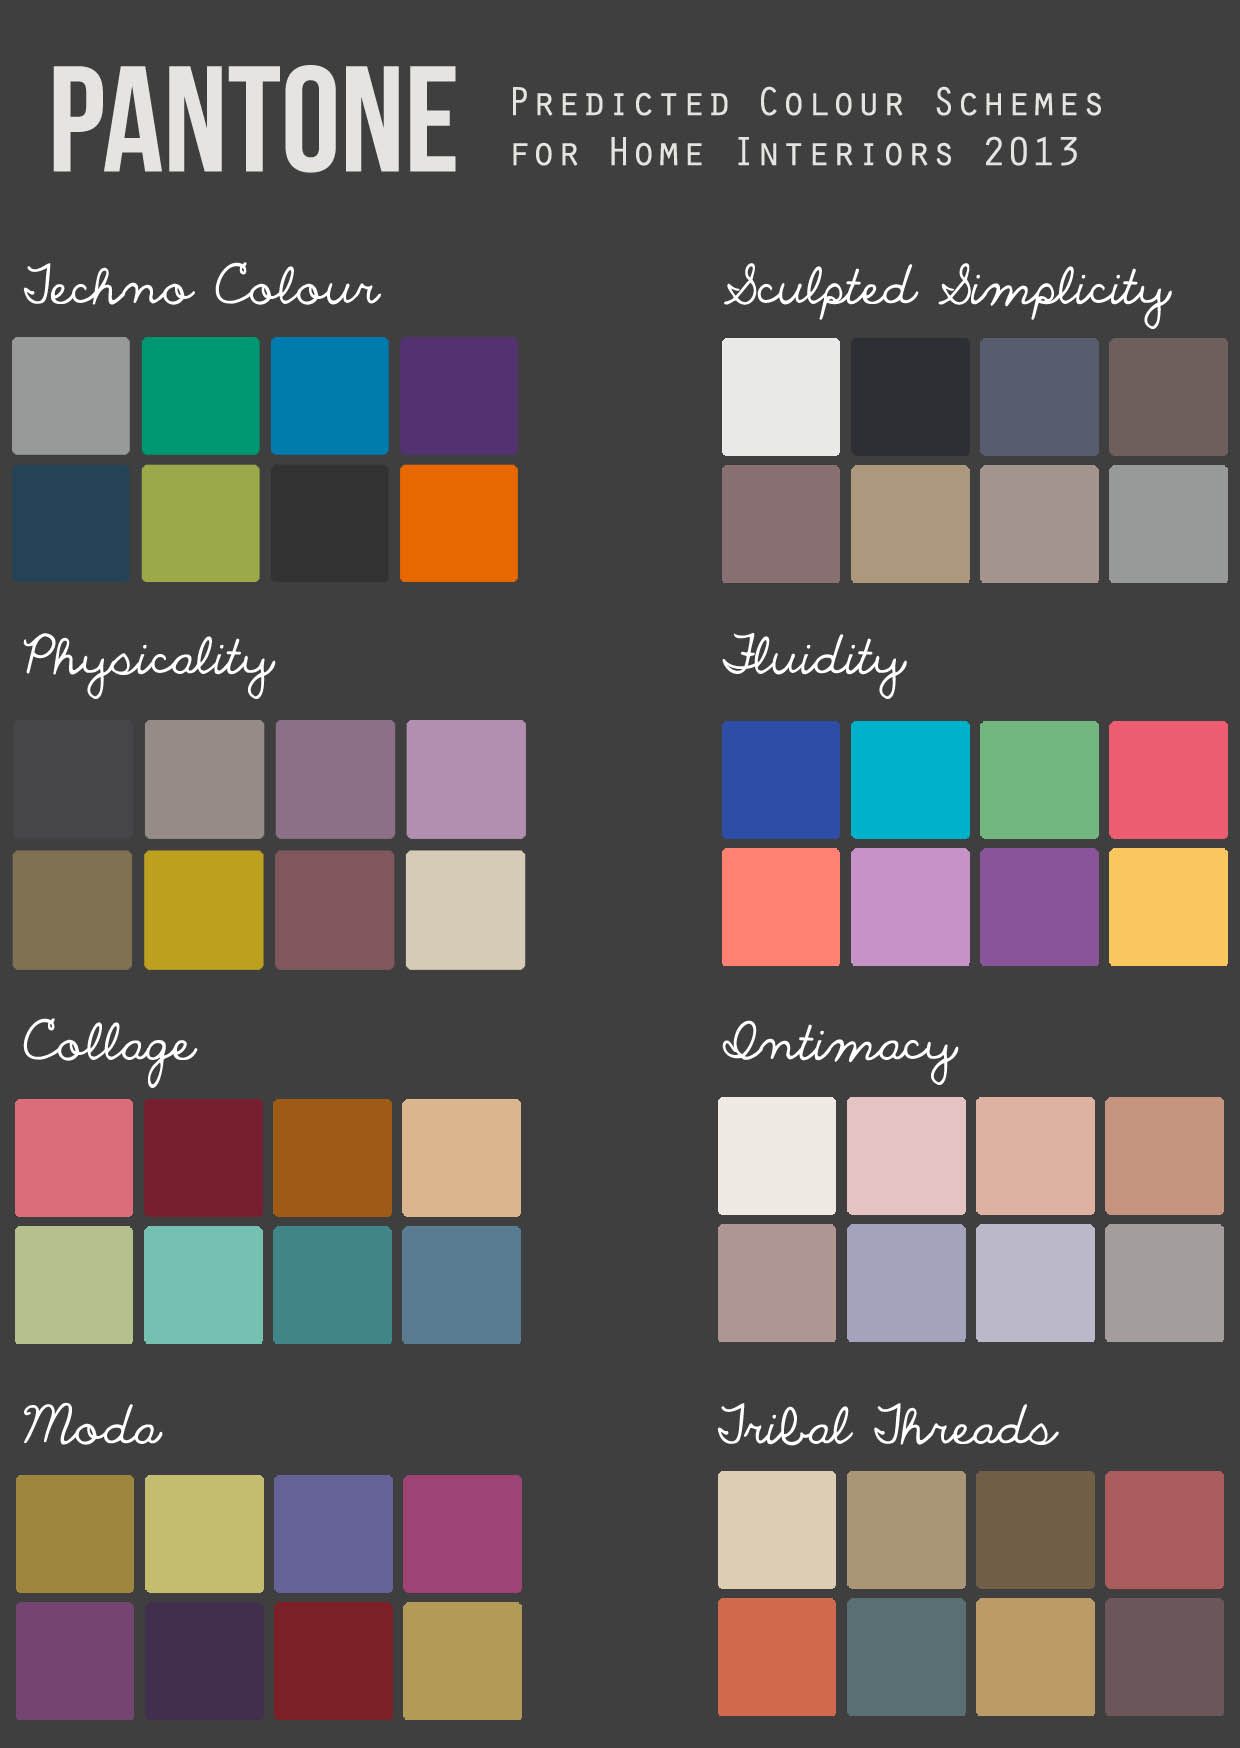 PANTONE
Predicted Colour Schemes
for Home Interiors 2013
Techno Colour
Sculpted Simplicity
Physicality
Fluidity
Collage
Intimacy
Moda
Tribal Threads